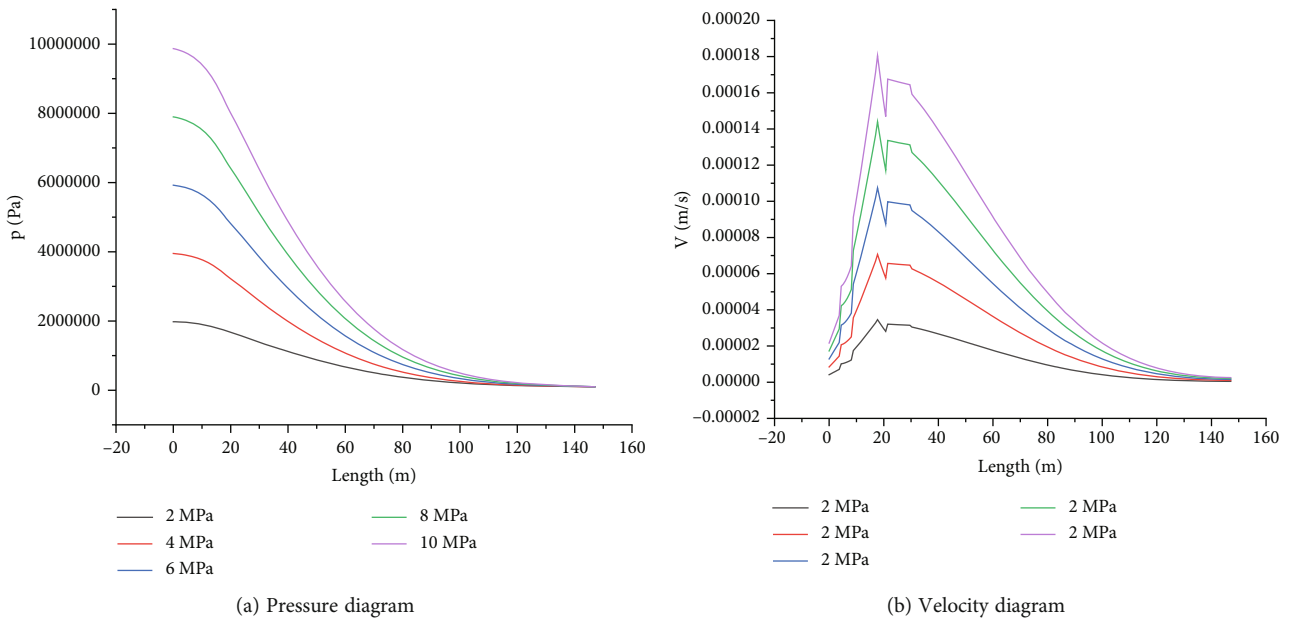 10000000
8000000
6000000
4000000
2000000
0
p (Pa)
−20 0 20 40 60 80 100 120 140 160
Length (m)
2 MPa
4 MPa
6 MPa
8 MPa
10 MPa
(a) Pressure diagram
0.00020
0.00018
0.00016
0.00014
0.00012
0.00010
0.00008
0.00006
0.00004
0.00002
0.00000
−0.00002
V (m/s)
−20 0 20 40 60 80 100 120 140 160
Length (m)
2 MPa
2 MPa
2 MPa
2 MPa
2 MPa
(b) Velocity diagram